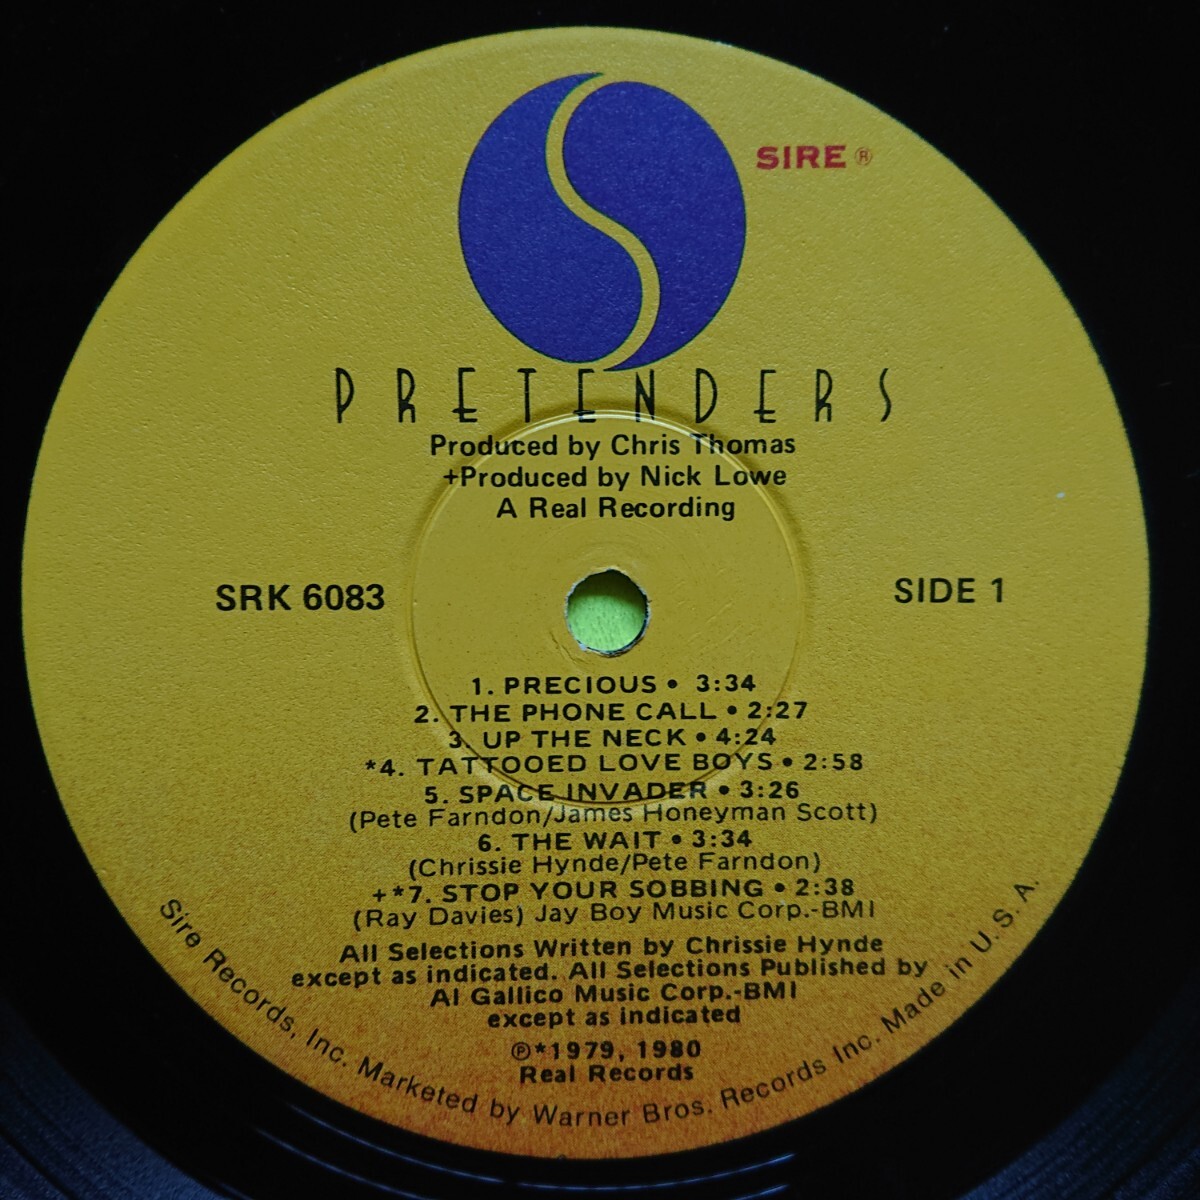 SIRE ®
PRETENDERS
Produced by Chris Thomas
+Produced by Nick Lowe
A Real Recording
SRK 6083
SIDE 1
1. PRECIOUS • 3:34
2. THE PHONE CALL • 2:27
3. UP THE NECK • 4:24
*4. TATTOOED LOVE BOYS • 2:58
5. SPACE INVADER • 3:26
(Pete Farndon/James Honeyman Scott)
6. THE WAIT • 3:34
(Chrissie Hynde/Pete Farndon)
+*7. STOP YOUR SOBBING • 2:38
(Ray Davies) Jay Boy Music Corp.-BMI
All Selections Written by Chrissie Hynde
except as indicated. All Selections Published by
Al Gallico Music Corp.-BMI
except as indicated
℗*1979, 1980
Real Records
Sire Records, Inc. Marketed by Warner Bros. Records Inc. Made in U.S.A.